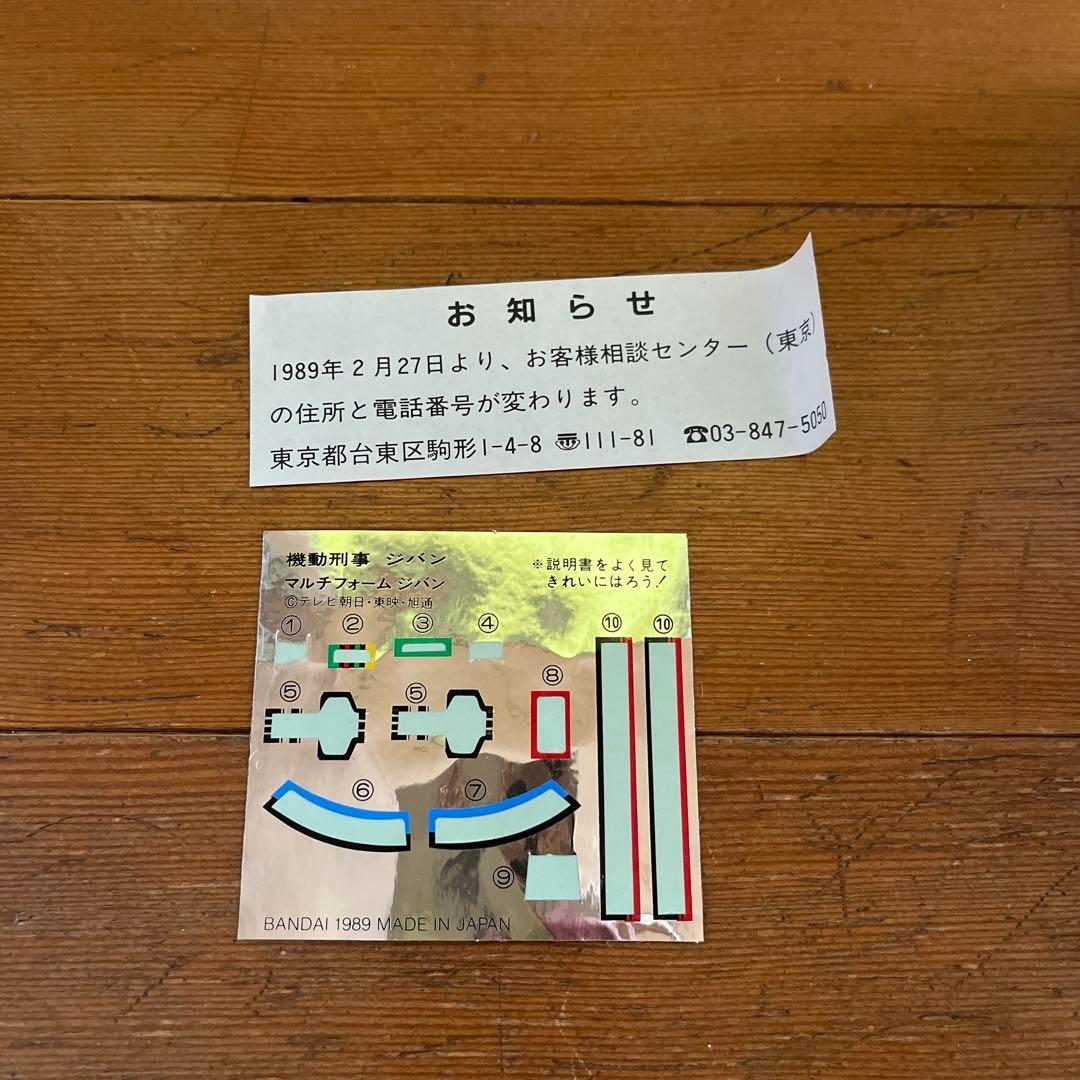 お知らせ
1989年2月27日より、お客様相談センター(東京)
の住所と電話番号が変わります。
東京都台東区駒形1-4-8 〠111-81 ☎03-847-5050
機動刑事 ジバン
マルチフォーム ジバン
©テレビ朝日・東映・旭通
※説明書をよく見て
きれいにはろう!
① ② ③ ④ ⑩ ⑩
⑤ ⑤ ⑧
⑥ ⑦
⑨
BANDAI 1989 MADE IN JAPAN